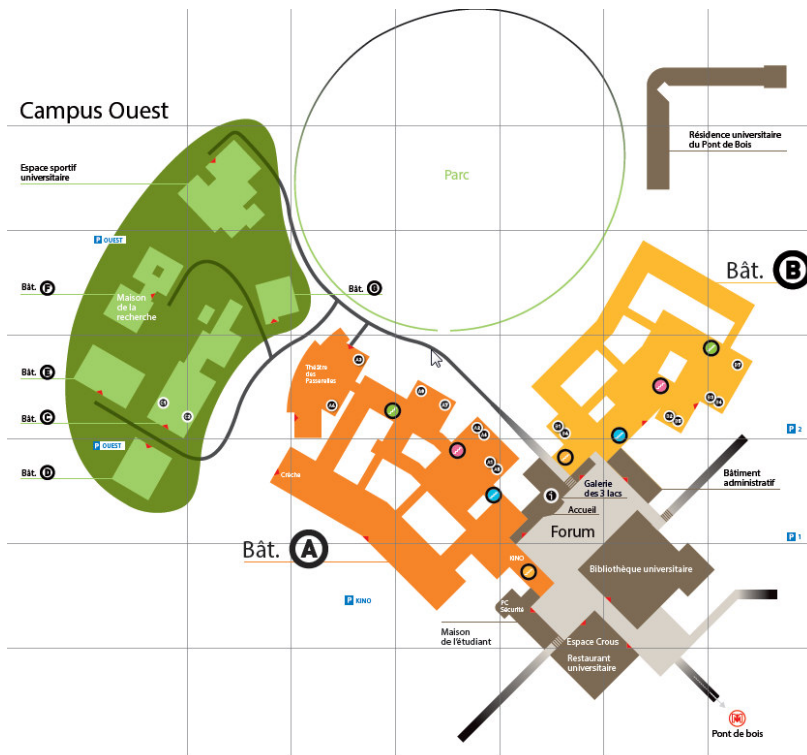 Campus Ouest
Parc
Résidence universitaire
du Pont de Bois
Espace sportif
universitaire
P OUEST
Bât. B
Bât. F
Bât. G
Maison
de la
recherche
Théâtre
des
Passerelles
Bât. E
Bât. C
C1
C2
P OUEST
Bât. D
P 2
Crèche
Galerie
des 3 lacs
Bâtiment
administratif
Accueil
Forum
P 1
Bât. A
KINO
Bibliothèque universitaire
P KINO
PC
Sécurité
Maison
de l'étudiant
Espace Crous
Restaurant
universitaire
Pont de bois